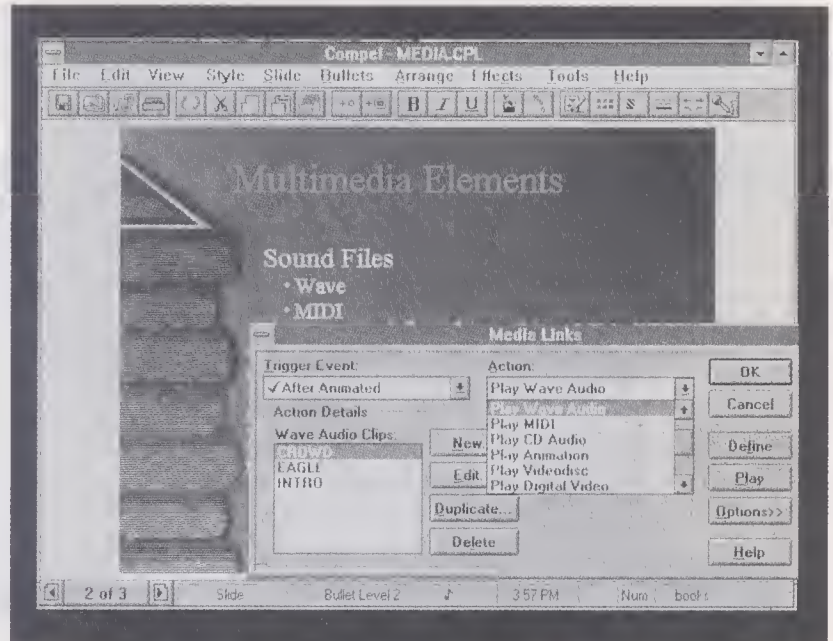 Compel - MEDIA.CPL
File Edit View Style Slide Bullets Arrange Effects Tools Help
B I U
Multimedia Elements
Sound Files
• Wave
• MIDI
Media Links
Trigger Event:
✓ After Animated
Action Details
Wave Audio Clips:
CROWD
EAGLE
INTRO
New
Edit
Duplicate...
Delete
Action:
Play Wave Audio
Play Wave Audio
Play MIDI
Play CD Audio
Play Animation
Play Videodisc
Play Digital Video
OK
Cancel
Define
Play
Options>>
Help
2 of 3 Slide Bullet Level 2 3:57 PM Num books